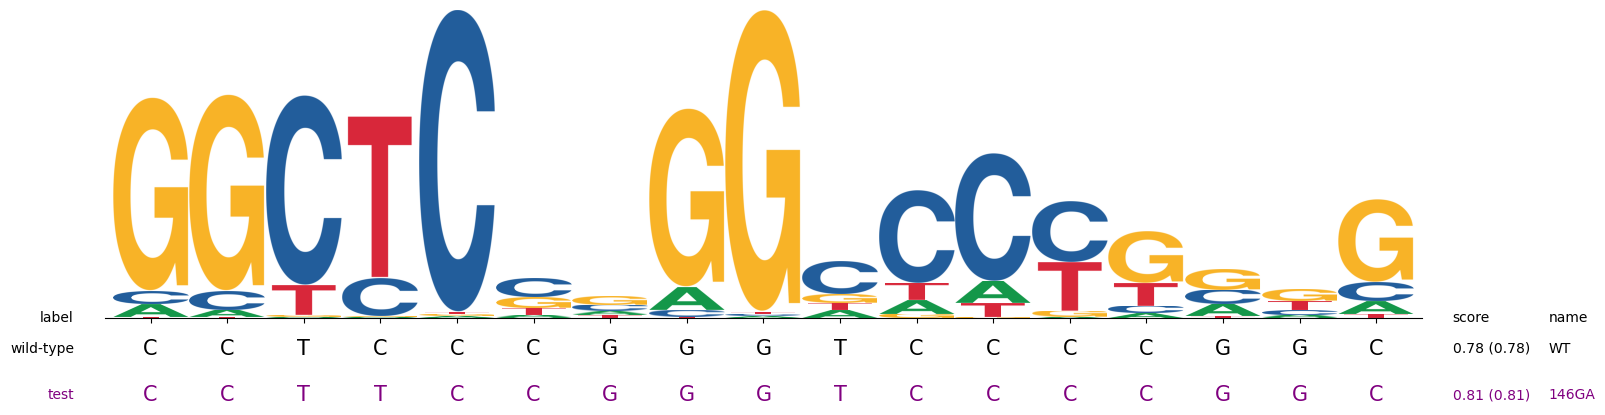 G G C T C C G G G C C C C G G G G
C C T C G G C A C G T T T T C T C
A A A C A A A
label score name
wild-type C C T C C C G G G T C C C C G G C 0.78 (0.78) WT
test C C T T C C G G G T C C C C G G C 0.81 (0.81) 146GA